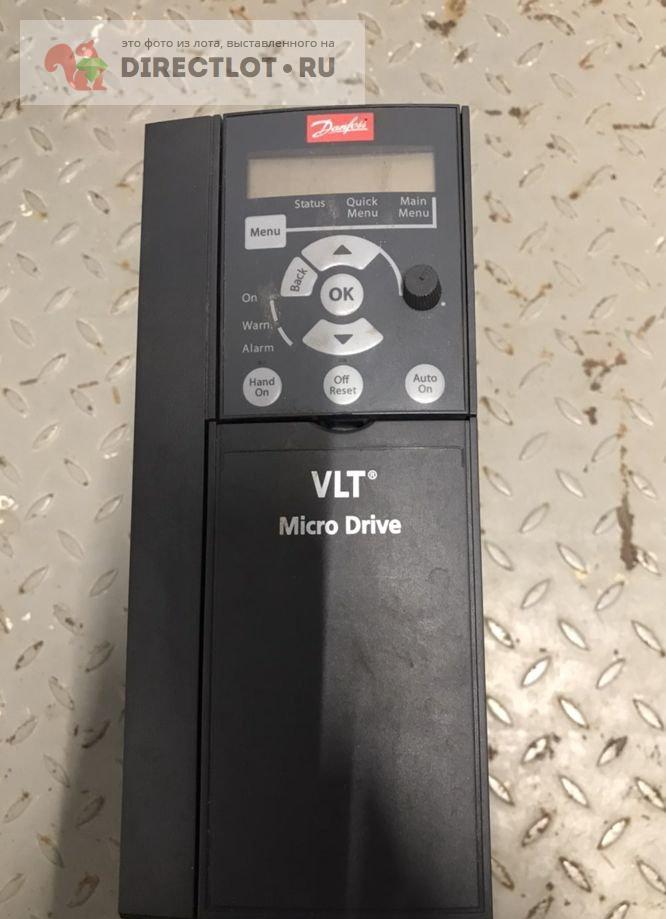 это фото из лота, выставленного на
DIRECTLOT.RU
Danfoss
Status
Quick
Menu
Main
Menu
Menu
Back
OK
On
Warn.
Alarm
Hand
On
Off
Reset
Auto
On
VLT®
Micro Drive